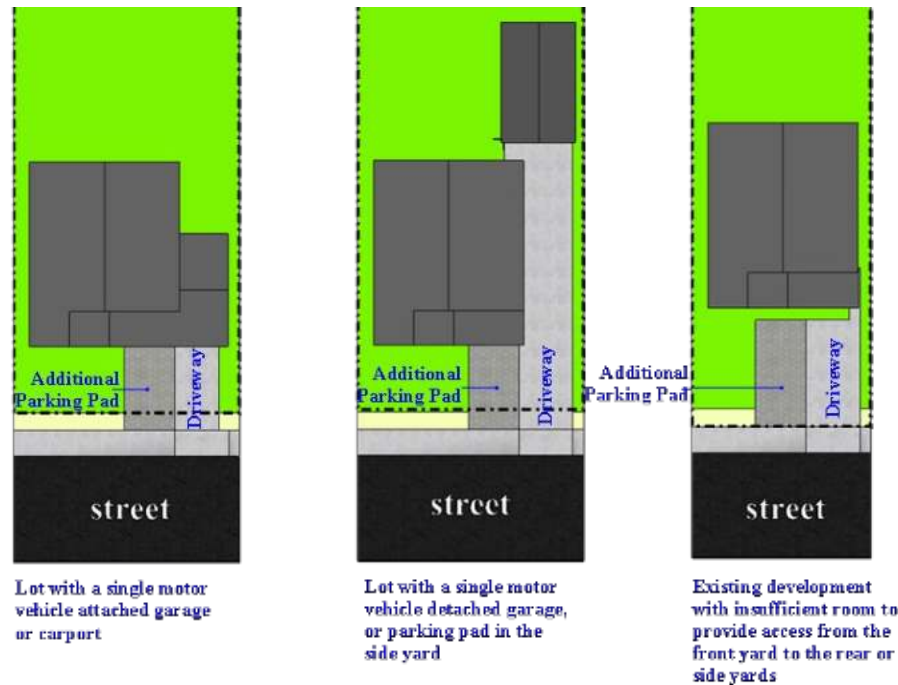 Additional
Parking Pad
Driveway
street
Lot with a single motor
vehicle attached garage
or carport
Additional
Parking Pad
Driveway
street
Lot with a single motor
vehicle detached garage,
or parking pad in the
side yard
Additional
Parking Pad
Driveway
street
Existing development
with insufficient room to
provide access from the
front yard to the rear or
side yards